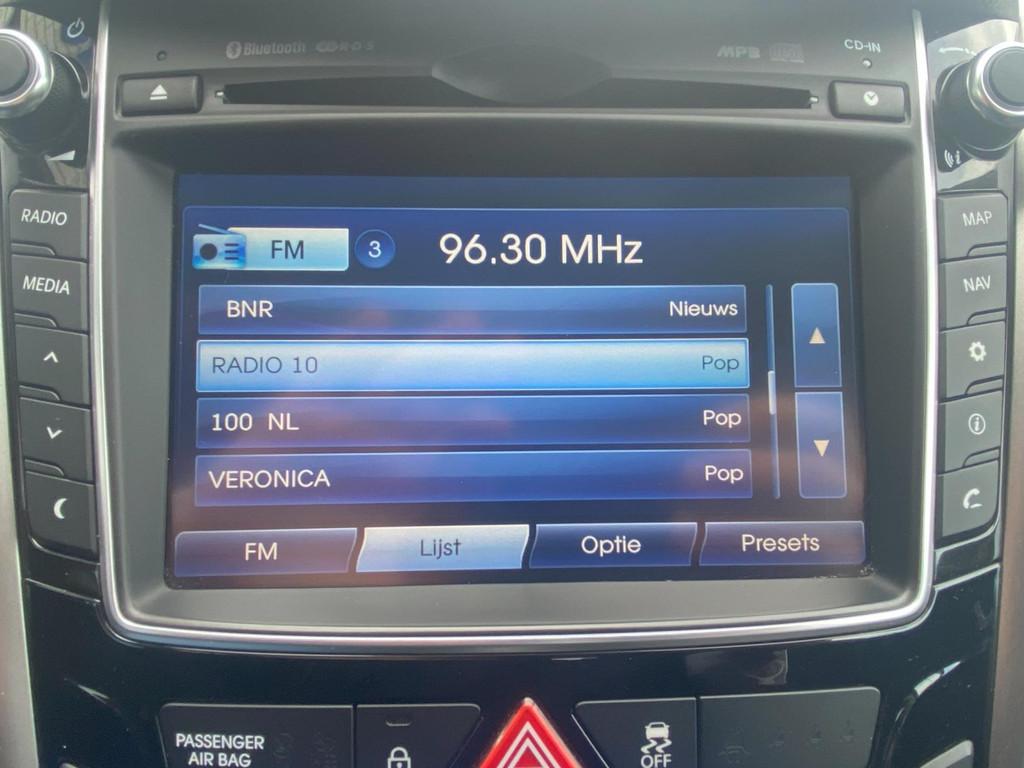 Bluetooth CD-R·D·S MP3 CD-IN
RADIO
MEDIA
MAP
NAV
FM 3 96.30 MHz
BNR Nieuws
RADIO 10 Pop
100 NL Pop
VERONICA Pop
FM Lijst Optie Presets
PASSENGER
AIR BAG
OFF